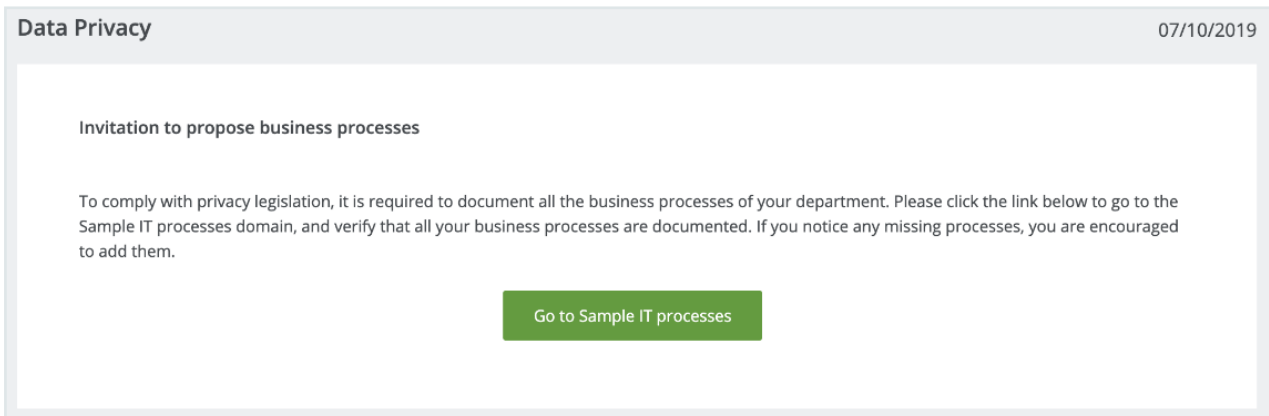 Data Privacy
07/10/2019
Invitation to propose business processes
To comply with privacy legislation, it is required to document all the business processes of your department. Please click the link below to go to the
Sample IT processes domain, and verify that all your business processes are documented. If you notice any missing processes, you are encouraged
to add them.
Go to Sample IT processes